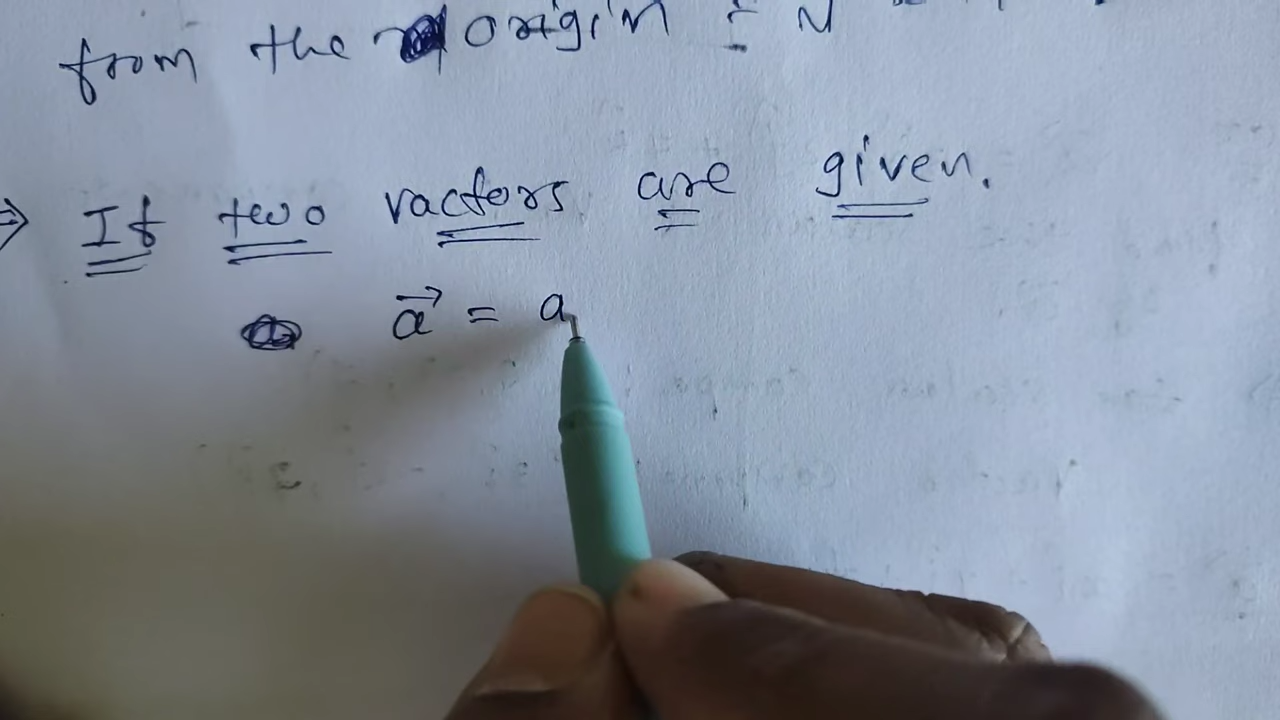 from the origin
⇒ If two vactors are given.
a⃗ = a